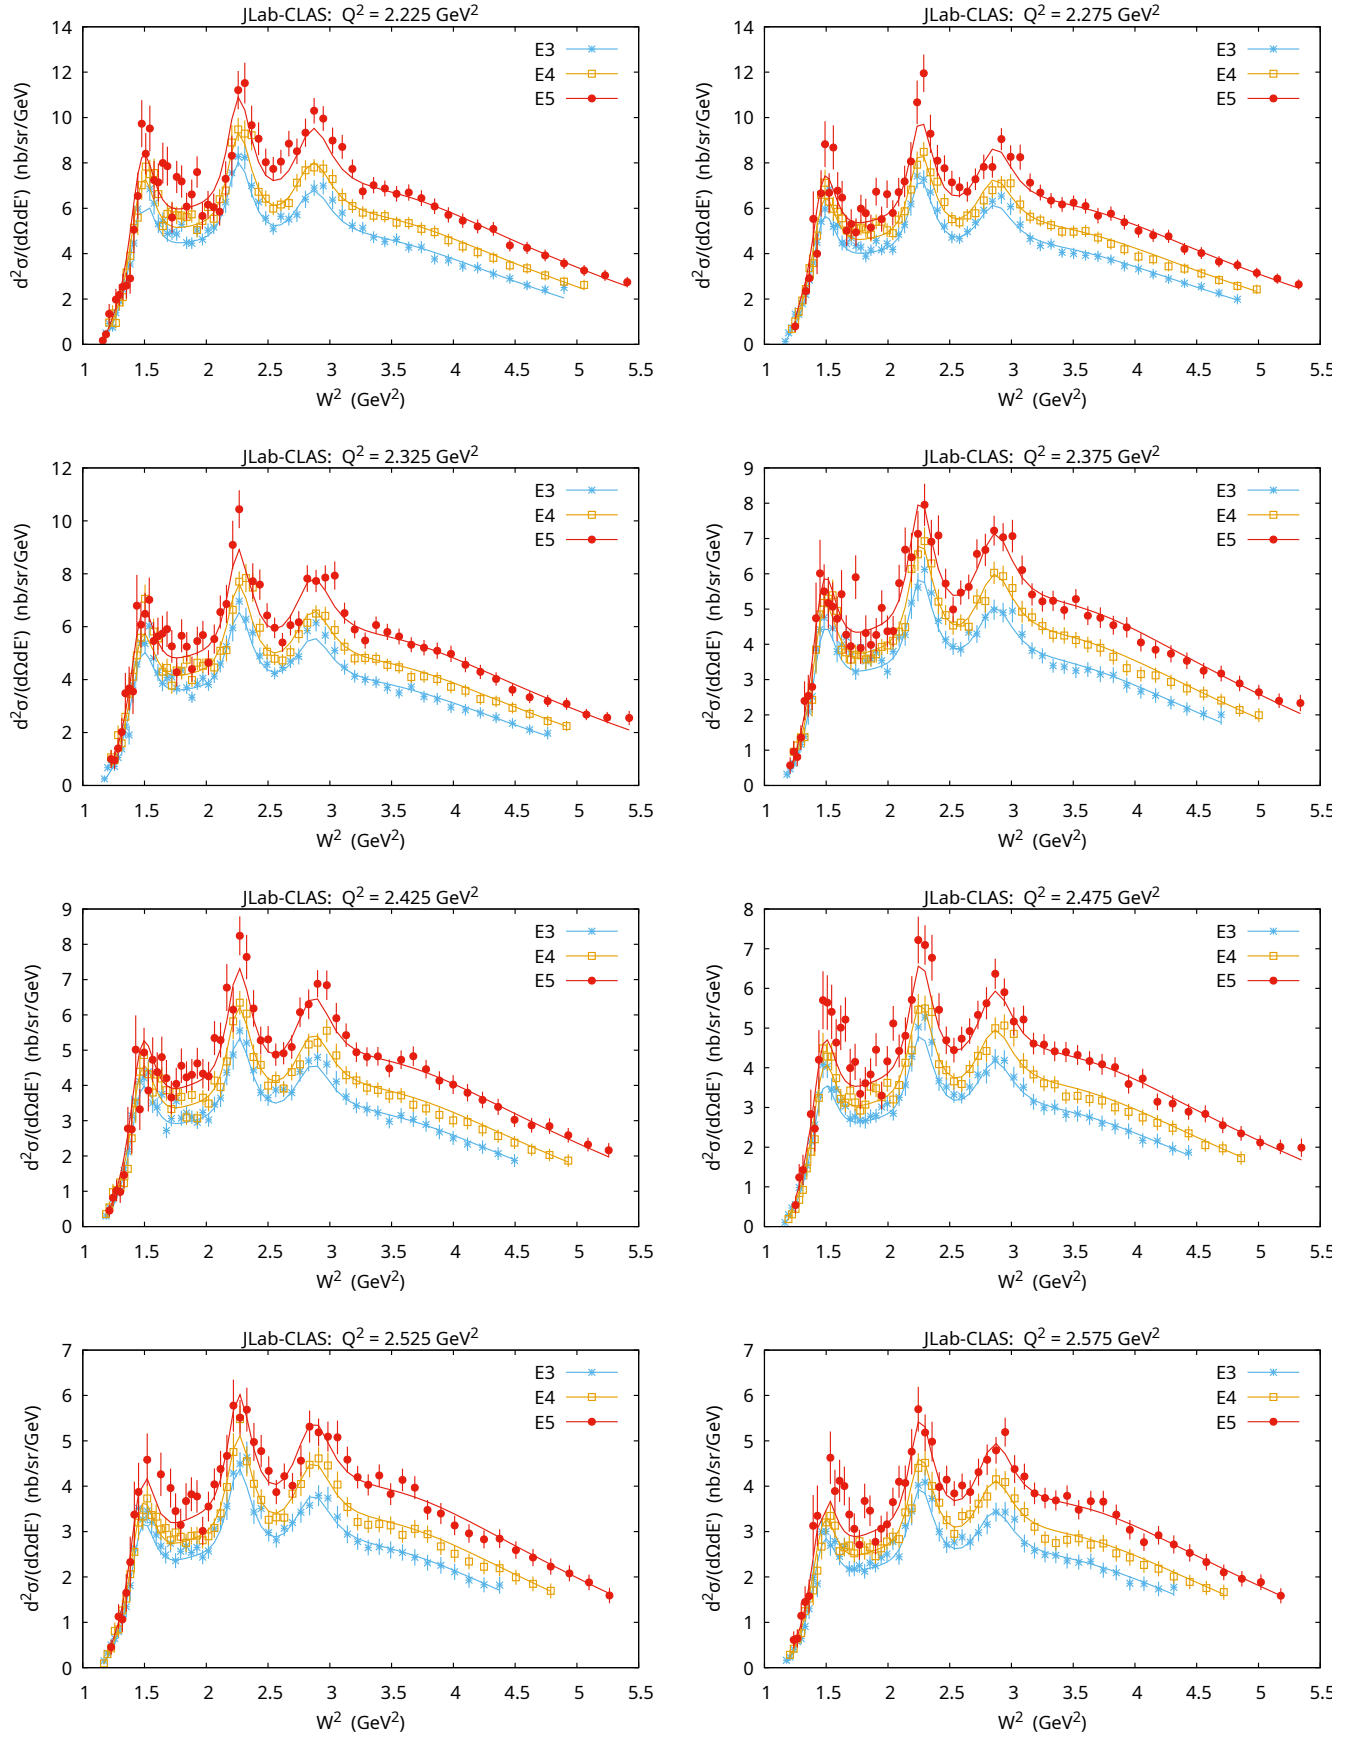 JLab-CLAS: Q² = 2.225 GeV²
d²σ/(dΩdE') (nb/sr/GeV)
14
12
10
8
6
4
2
0
E3
E4
E5
1 1.5 2 2.5 3 3.5 4 4.5 5 5.5
W² (GeV²)
JLab-CLAS: Q² = 2.275 GeV²
d²σ/(dΩdE') (nb/sr/GeV)
14
12
10
8
6
4
2
0
E3
E4
E5
1 1.5 2 2.5 3 3.5 4 4.5 5 5.5
W² (GeV²)
JLab-CLAS: Q² = 2.325 GeV²
d²σ/(dΩdE') (nb/sr/GeV)
12
10
8
6
4
2
0
E3
E4
E5
1 1.5 2 2.5 3 3.5 4 4.5 5 5.5
W² (GeV²)
JLab-CLAS: Q² = 2.375 GeV²
d²σ/(dΩdE') (nb/sr/GeV)
9
8
7
6
5
4
3
2
1
0
E3
E4
E5
1 1.5 2 2.5 3 3.5 4 4.5 5 5.5
W² (GeV²)
JLab-CLAS: Q² = 2.425 GeV²
d²σ/(dΩdE') (nb/sr/GeV)
9
8
7
6
5
4
3
2
1
0
E3
E4
E5
1 1.5 2 2.5 3 3.5 4 4.5 5 5.5
W² (GeV²)
JLab-CLAS: Q² = 2.475 GeV²
d²σ/(dΩdE') (nb/sr/GeV)
8
7
6
5
4
3
2
1
0
E3
E4
E5
1 1.5 2 2.5 3 3.5 4 4.5 5 5.5
W² (GeV²)
JLab-CLAS: Q² = 2.525 GeV²
d²σ/(dΩdE') (nb/sr/GeV)
7
6
5
4
3
2
1
0
E3
E4
E5
1 1.5 2 2.5 3 3.5 4 4.5 5 5.5
W² (GeV²)
JLab-CLAS: Q² = 2.575 GeV²
d²σ/(dΩdE') (nb/sr/GeV)
7
6
5
4
3
2
1
0
E3
E4
E5
1 1.5 2 2.5 3 3.5 4 4.5 5 5.5
W² (GeV²)